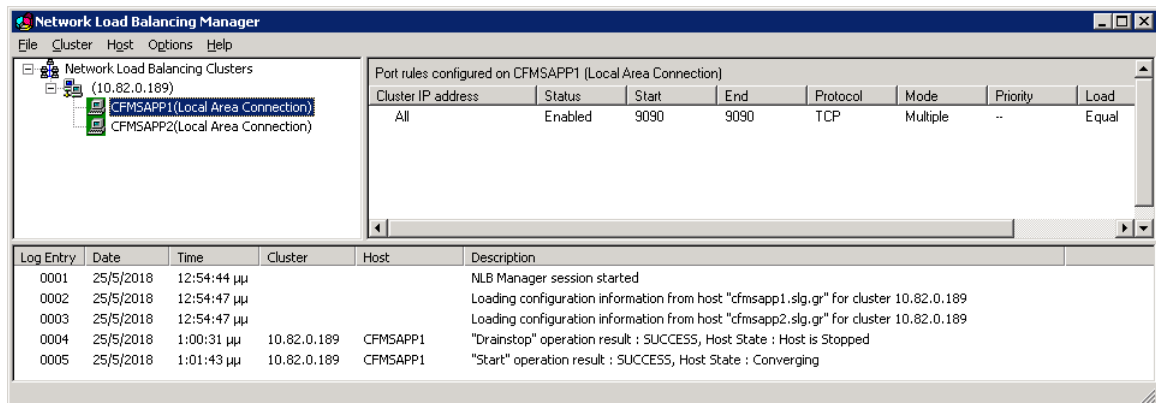 Network Load Balancing Manager
File Cluster Host Options Help
Network Load Balancing Clusters
(10.82.0.189)
CFMSAPP1(Local Area Connection)
CFMSAPP2(Local Area Connection)
Port rules configured on CFMSAPP1 (Local Area Connection)
Cluster IP address Status Start End Protocol Mode Priority Load
All Enabled 9090 9090 TCP Multiple -- Equal
Log Entry Date Time Cluster Host Description
0001 25/5/2018 12:54:44 μμ NLB Manager session started
0002 25/5/2018 12:54:47 μμ Loading configuration information from host "cfmsapp1.slg.gr" for cluster 10.82.0.189
0003 25/5/2018 12:54:47 μμ Loading configuration information from host "cfmsapp2.slg.gr" for cluster 10.82.0.189
0004 25/5/2018 1:00:31 μμ 10.82.0.189 CFMSAPP1 "Drainstop" operation result : SUCCESS, Host State : Host is Stopped
0005 25/5/2018 1:01:43 μμ 10.82.0.189 CFMSAPP1 "Start" operation result : SUCCESS, Host State : Converging